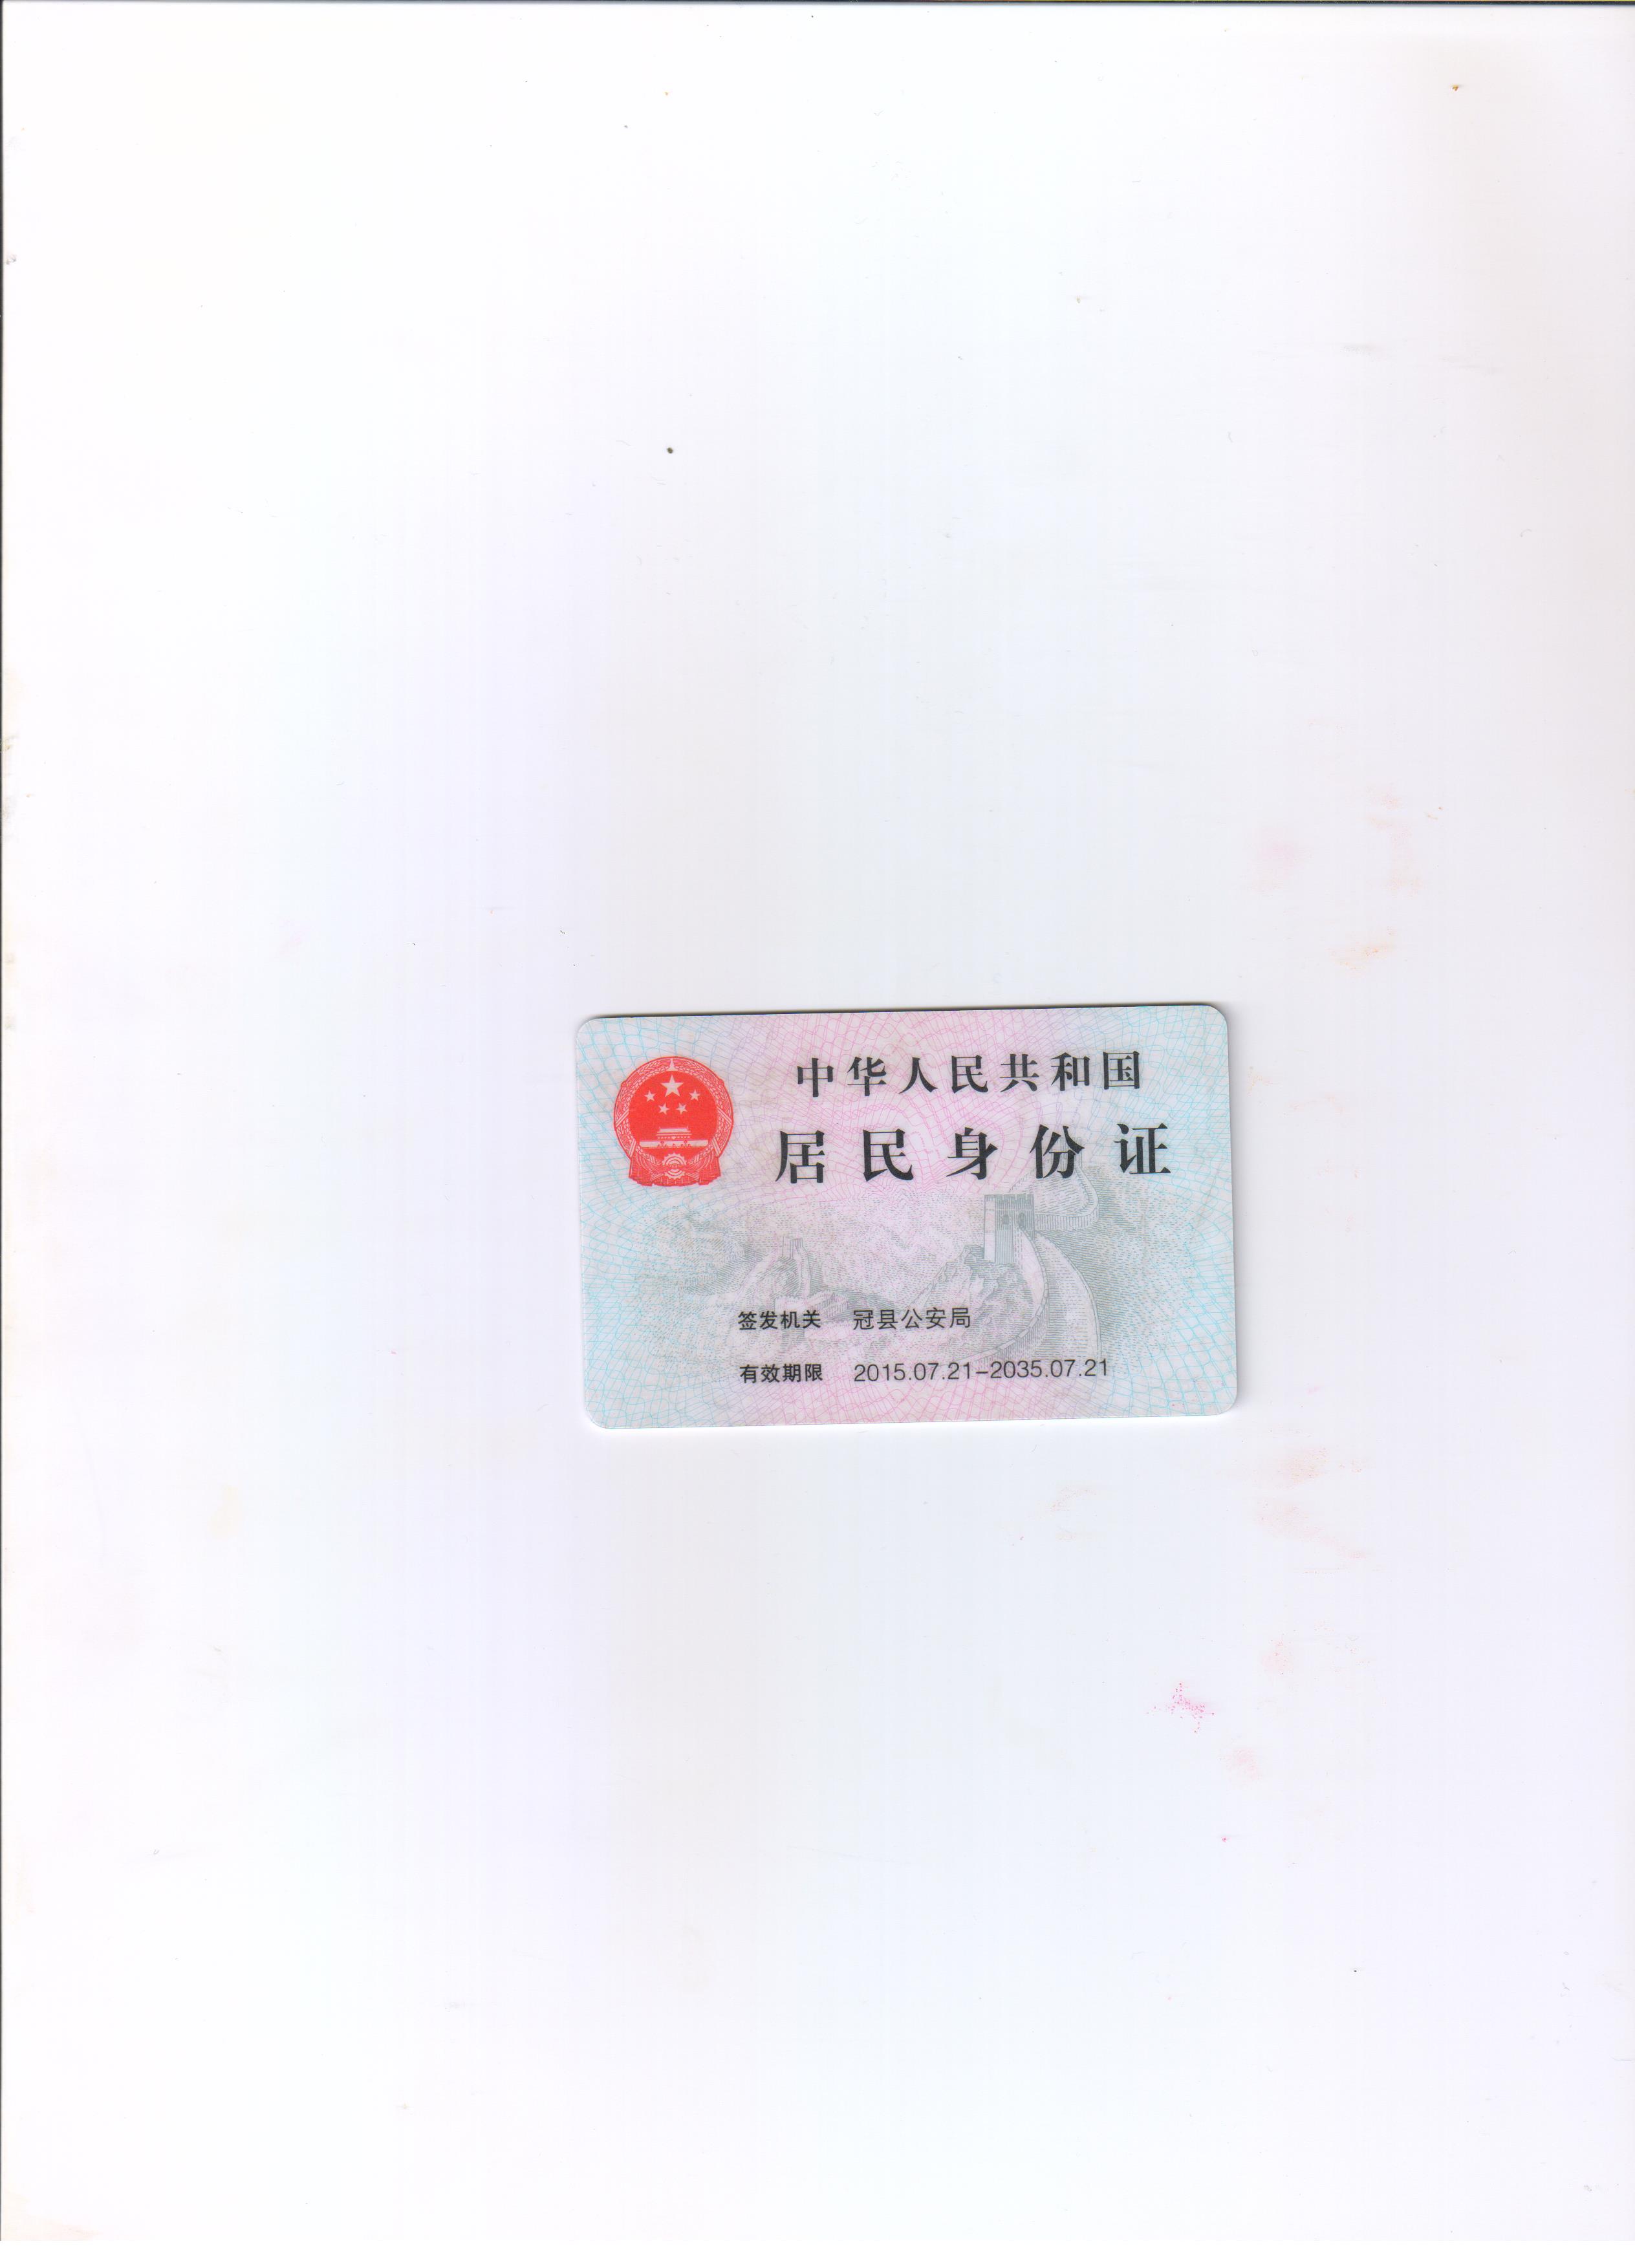 中华人民共和国
居民身份证
签发机关 冠县公安局
有效期限 2015.07.21-2035.07.21